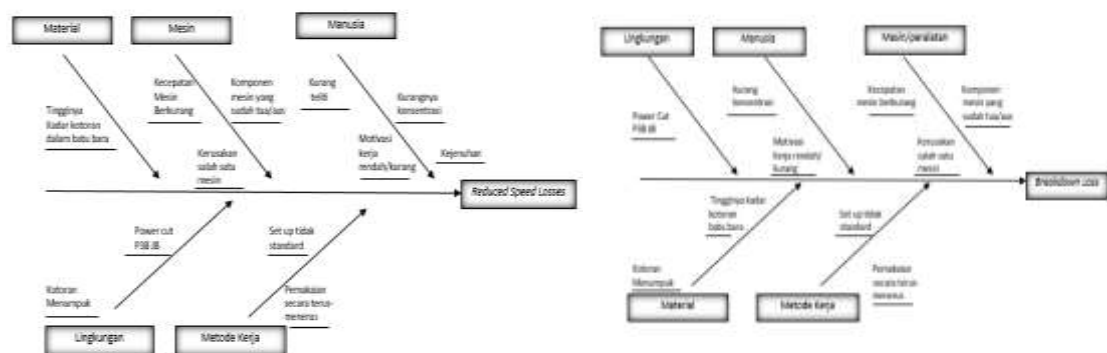 Material
Mesin
Manusia
Kecepatan
Mesin
Berkurang
Komponen
mesin yang
sudah tua/aus
Kurang
teliti
Kurangnya
konsentrasi
Tingginya
Kadar kotoran
dalam batu bara
Kerusakan
salah satu
mesin
Motivasi
kerja
rendah/kurang
Kejenuhan
Reduced Speed Losses
Power cut
Set up tidak
standard
Kotoran
Menumpuk
Pemakaian
secara terus-
menerus
Lingkungan
Metode Kerja
Lingkungan
Manusia
Mesin/peralatan
Kurang
konsentrasi
Kecepatan
mesin berkurang
Komponen
mesin yang
sudah tua/aus
Power Cut
Motivasi
kerja rendah/
kurang
Kerusakan
salah satu
mesin
Breakdown Loss
Tingginya kadar
kotoran
batu bara
Set up tidak
standard
Kotoran
Menumpuk
Pemakaian
secara terus-
menerus
Material
Metode Kerja